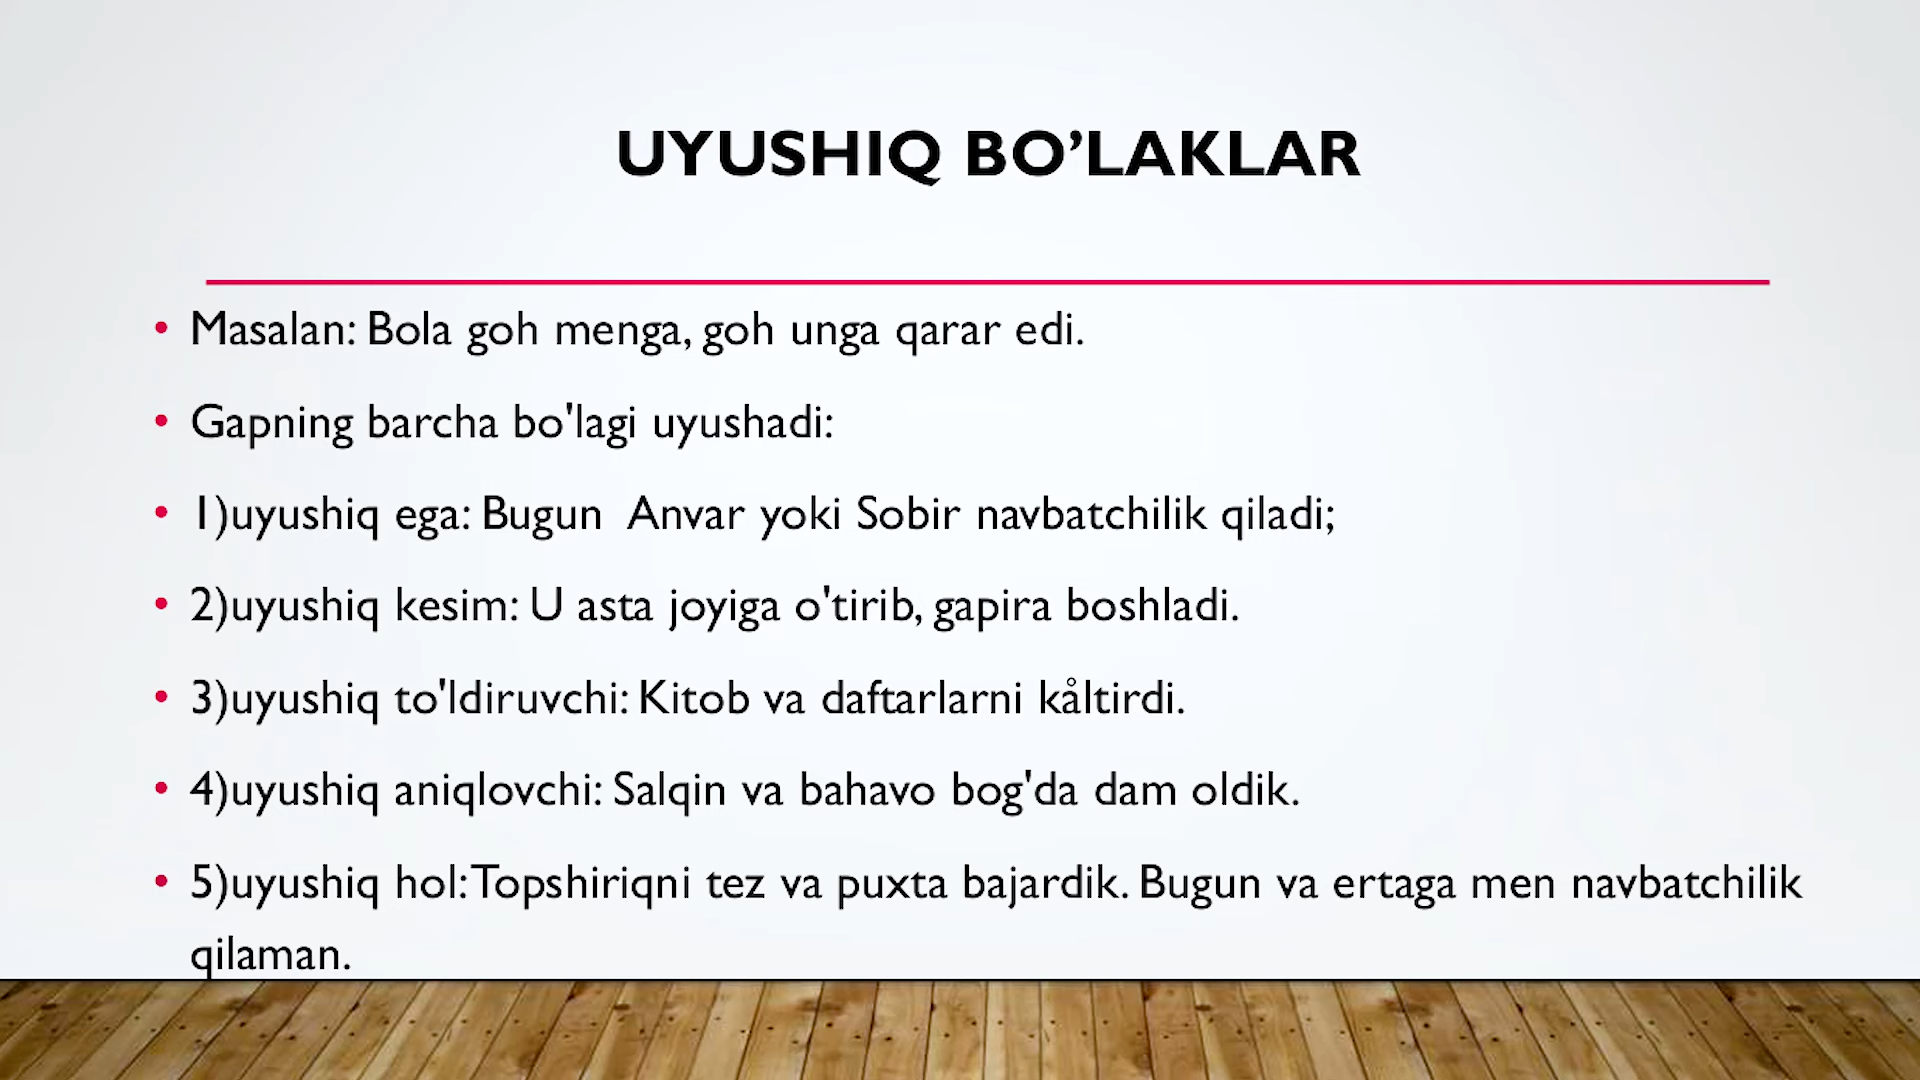 UYUSHIQ BO’LAKLAR
• Masalan: Bola goh menga, goh unga qarar edi.
• Gapning barcha bo'lagi uyushadi:
• 1)uyushiq ega: Bugun  Anvar yoki Sobir navbatchilik qiladi;
• 2)uyushiq kesim: U asta joyiga o'tirib, gapira boshladi.
• 3)uyushiq to'ldiruvchi: Kitob va daftarlarni kåltirdi.
• 4)uyushiq aniqlovchi: Salqin va bahavo bog'da dam oldik.
• 5)uyushiq hol: Topshiriqni tez va puxta bajardik. Bugun va ertaga men navbatchilik
qilaman.